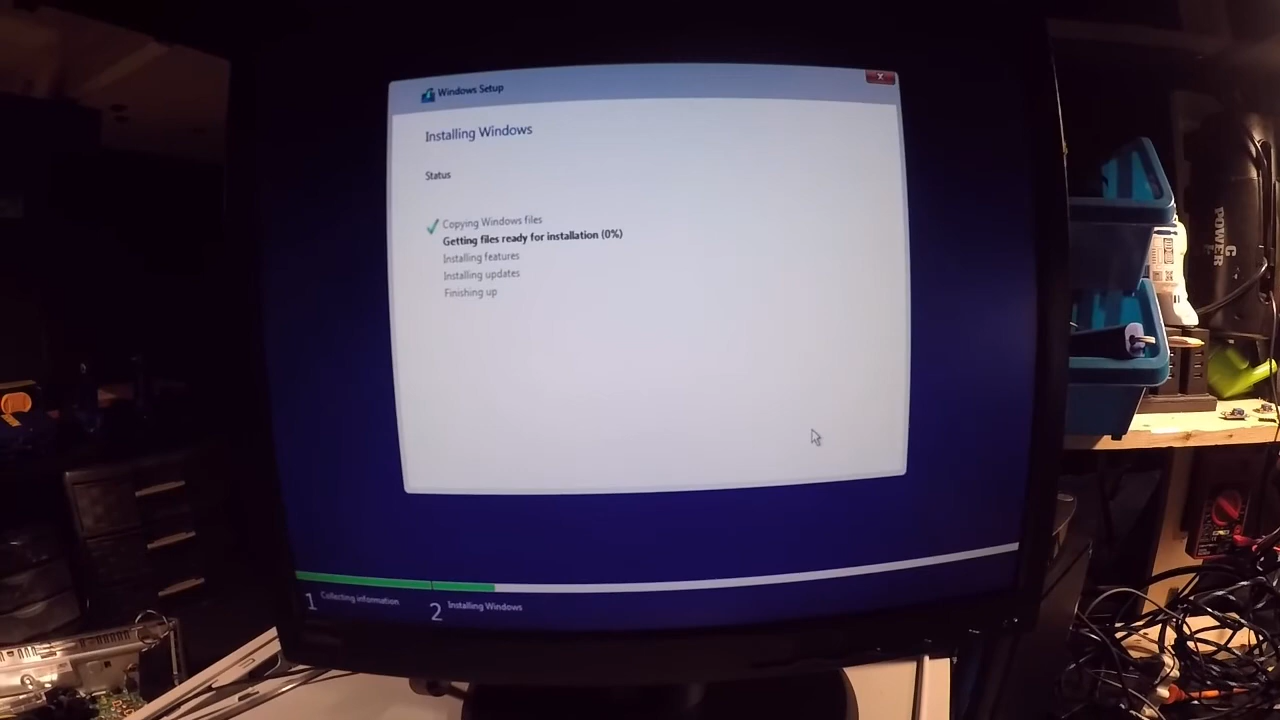 Windows Setup
x
Installing Windows
Status
Copying Windows files
Getting files ready for installation (0%)
Installing features
Installing updates
Finishing up
1 Collecting information
2 Installing Windows
POWER